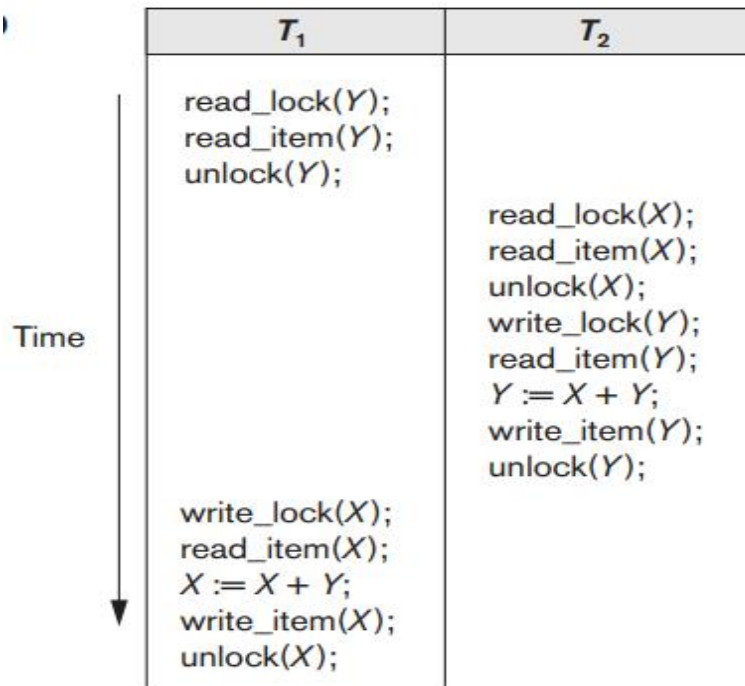 T1 T2
read_lock(Y);
read_item(Y);
unlock(Y);
read_lock(X);
read_item(X);
unlock(X);
write_lock(Y);
read_item(Y);
Y := X + Y;
write_item(Y);
unlock(Y);
Time
write_lock(X);
read_item(X);
X := X + Y;
write_item(X);
unlock(X);